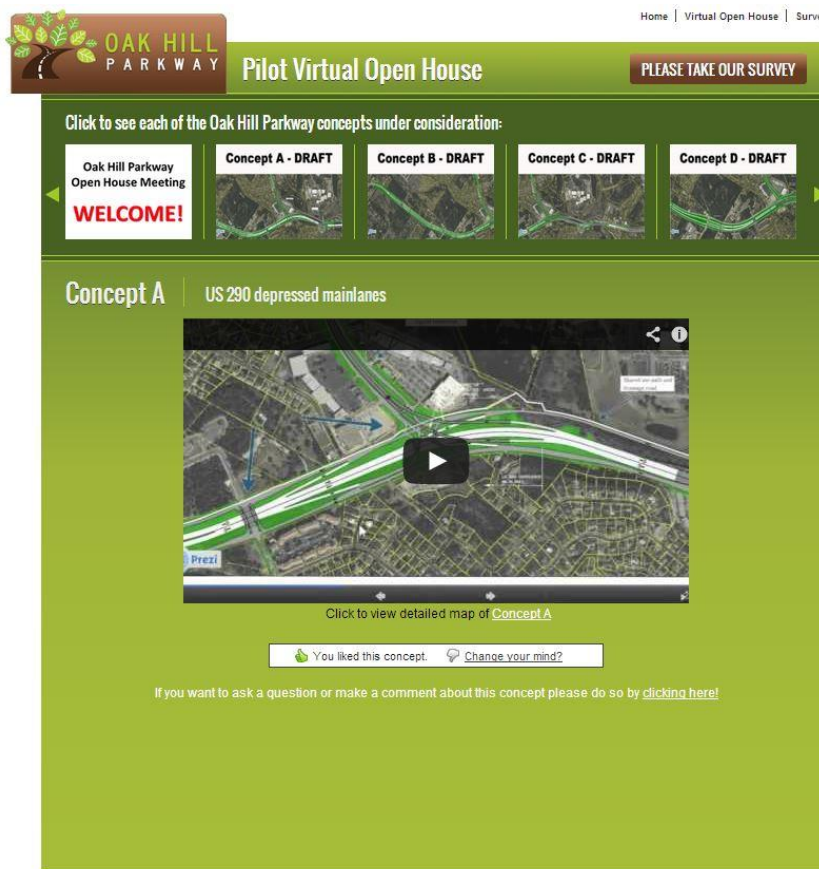 Home | Virtual Open House | Surve
OAK HILL
PARKWAY
Pilot Virtual Open House
PLEASE TAKE OUR SURVEY
Click to see each of the Oak Hill Parkway concepts under consideration:
Oak Hill Parkway
Open House Meeting
WELCOME!
Concept A - DRAFT
Concept B - DRAFT
Concept C - DRAFT
Concept D - DRAFT
Concept A
US 290 depressed mainlanes
Prezi
Click to view detailed map of Concept A
You liked this concept. Change your mind?
If you want to ask a question or make a comment about this concept please do so by clicking here!